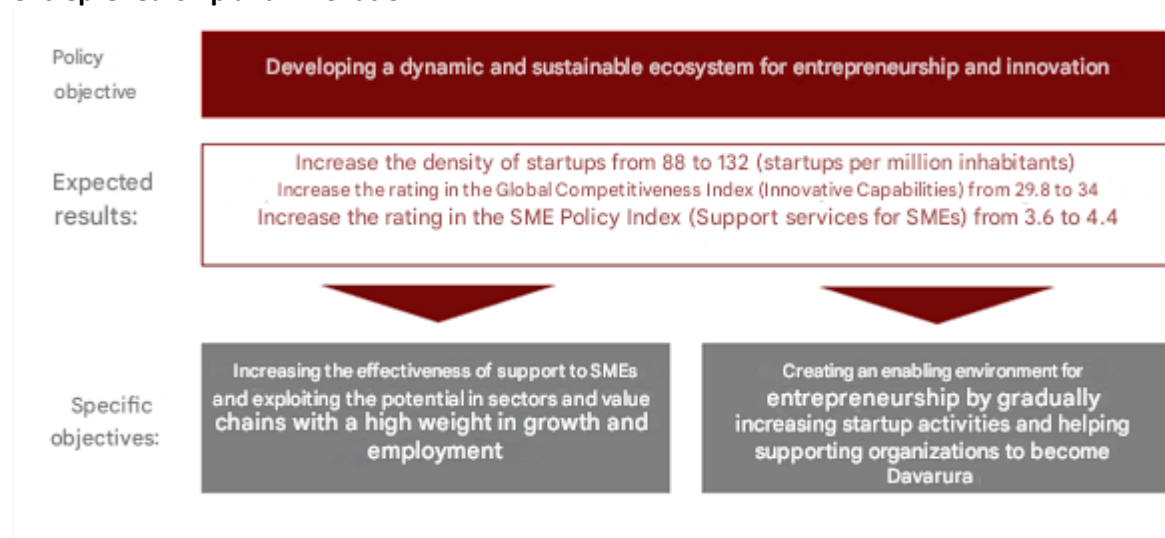 Policy
objective
Developing a dynamic and sustainable ecosystem for entrepreneurship and innovation
Expected
results:
Increase the density of startups from 88 to 132 (startups per million inhabitants)
Increase the rating in the Global Competitiveness Index (Innovative Capabilities) from 29.8 to 34
Increase the rating in the SME Policy Index (Support services for SMEs) from 3.6 to 4.4
Specific
objectives:
Increasing the effectiveness of support to SMEs
and exploiting the potential in sectors and value
chains with a high weight in growth and
employment
Creating an enabling environment for
entrepreneurship by gradually
increasing startup activities and helping
supporting organizations to become
Davarura